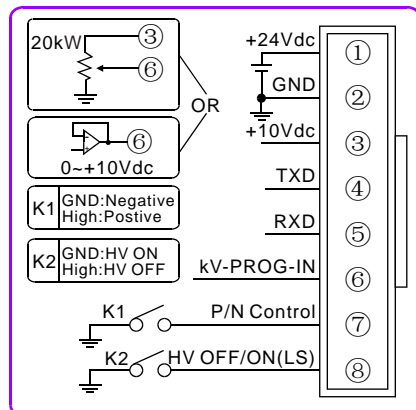 20kW
③
⑥
OR
⑥
0~+10Vdc
K1
GND:Negative
High:Postive
K2
GND:HV ON
High:HV OFF
+24Vdc
①
GND
②
+10Vdc
③
TXD
④
RXD
⑤
kV-PROG-IN
⑥
K1
P/N Control
⑦
K2
HV OFF/ON(LS)
⑧